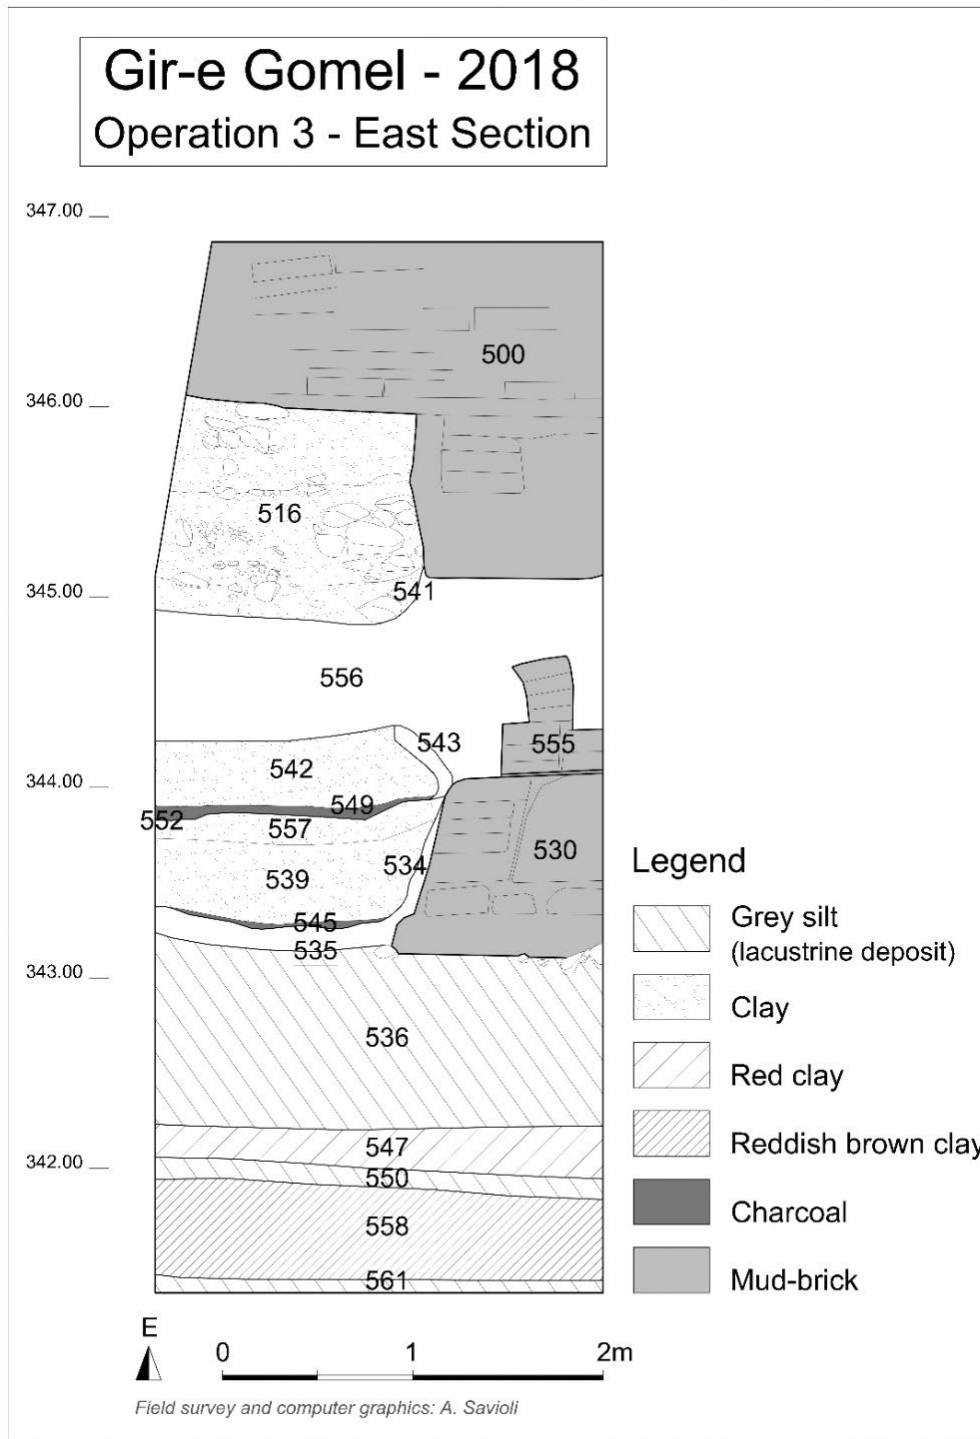 Gir-e Gomel - 2018
Operation 3 - East Section
347.00
500
346.00
516
345.00
541
556
543
555
542
344.00
549
552
557
530
534
539
545
535
343.00
536
547
342.00
550
558
561
Legend
Grey silt
(lacustrine deposit)
Clay
Red clay
Reddish brown clay
Charcoal
Mud-brick
E
0 1 2m
Field survey and computer graphics: A. Savioli